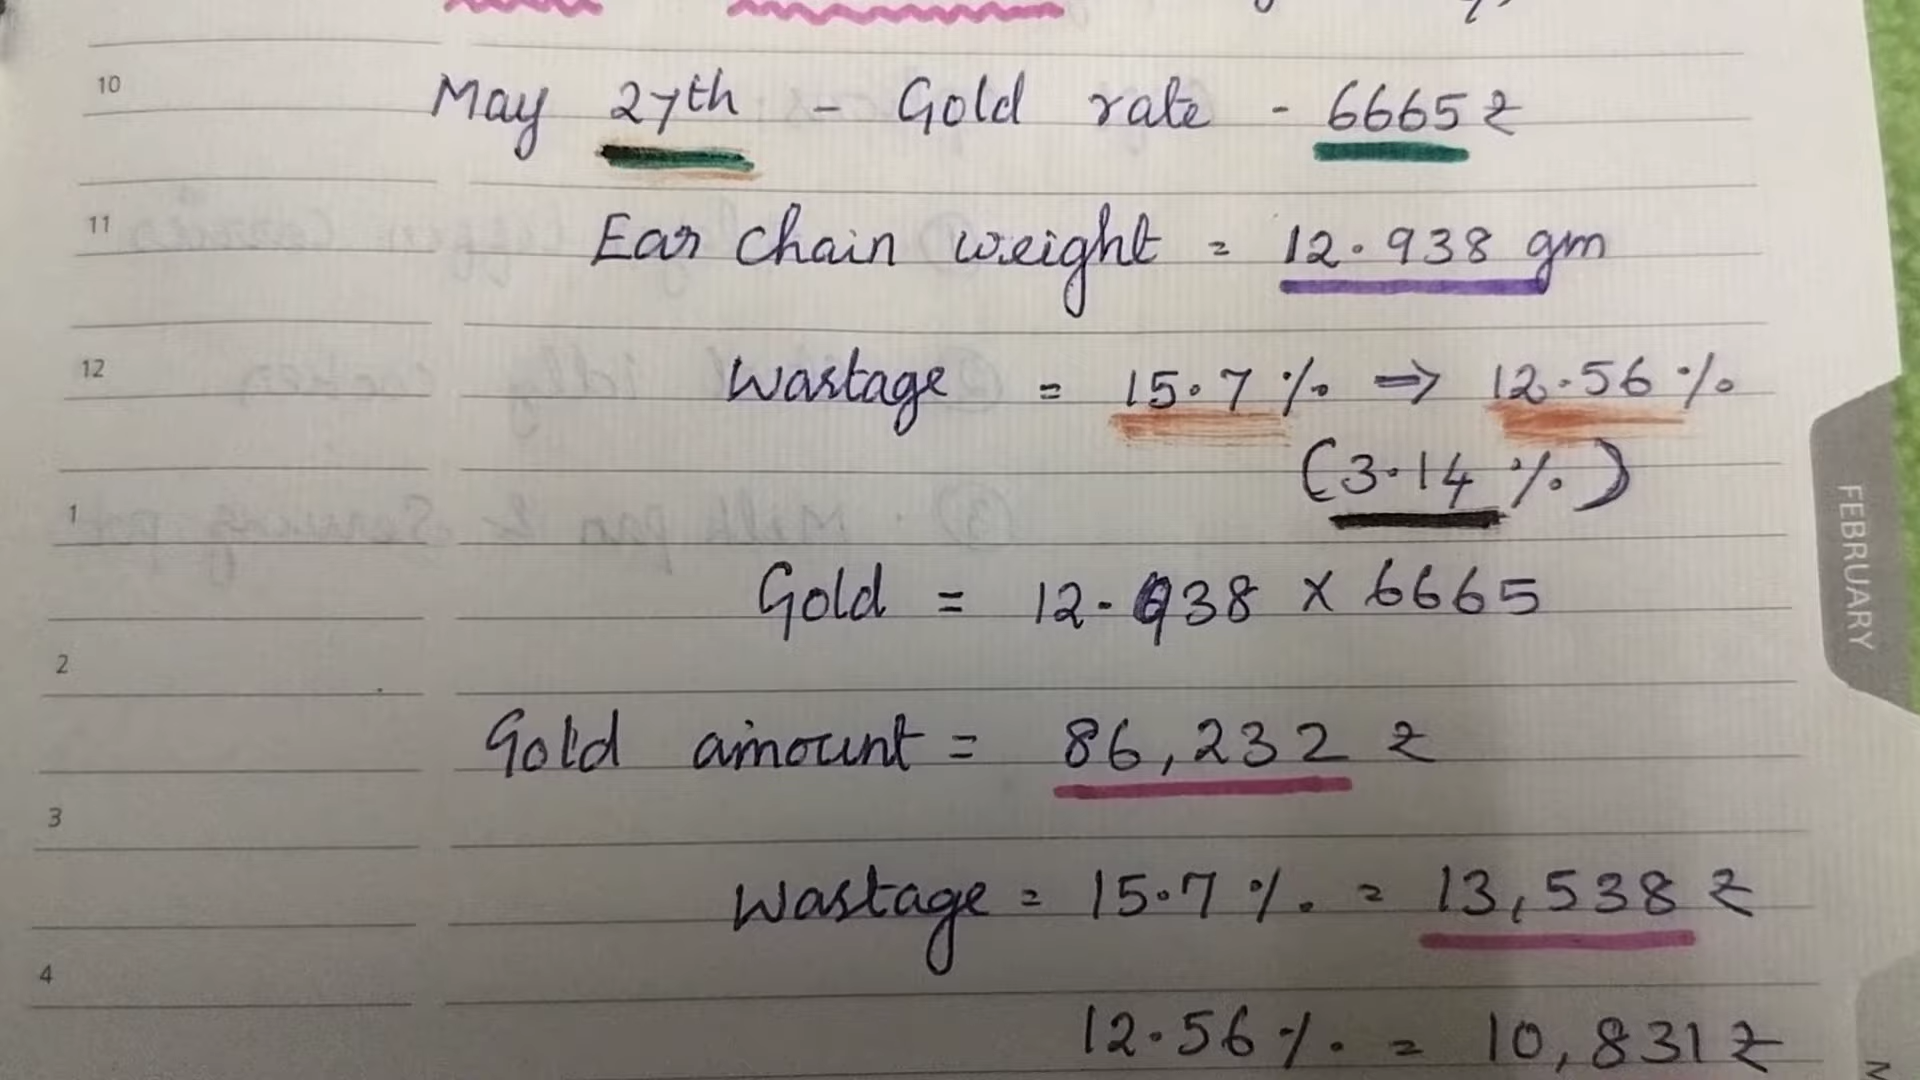 10 May 27th - Gold rate - 6665 ₹
11 Ear chain weight = 12.938 gm
12 Wastage = 15.7 % ⇒ 12.56 %
(3.14 %)
1
Gold = 12.938 x 6665
2
Gold amount = 86,232 ₹
3
Wastage = 15.7 % = 13,538 ₹
4
12.56 % = 10,831 ₹
FEBRUARY
M